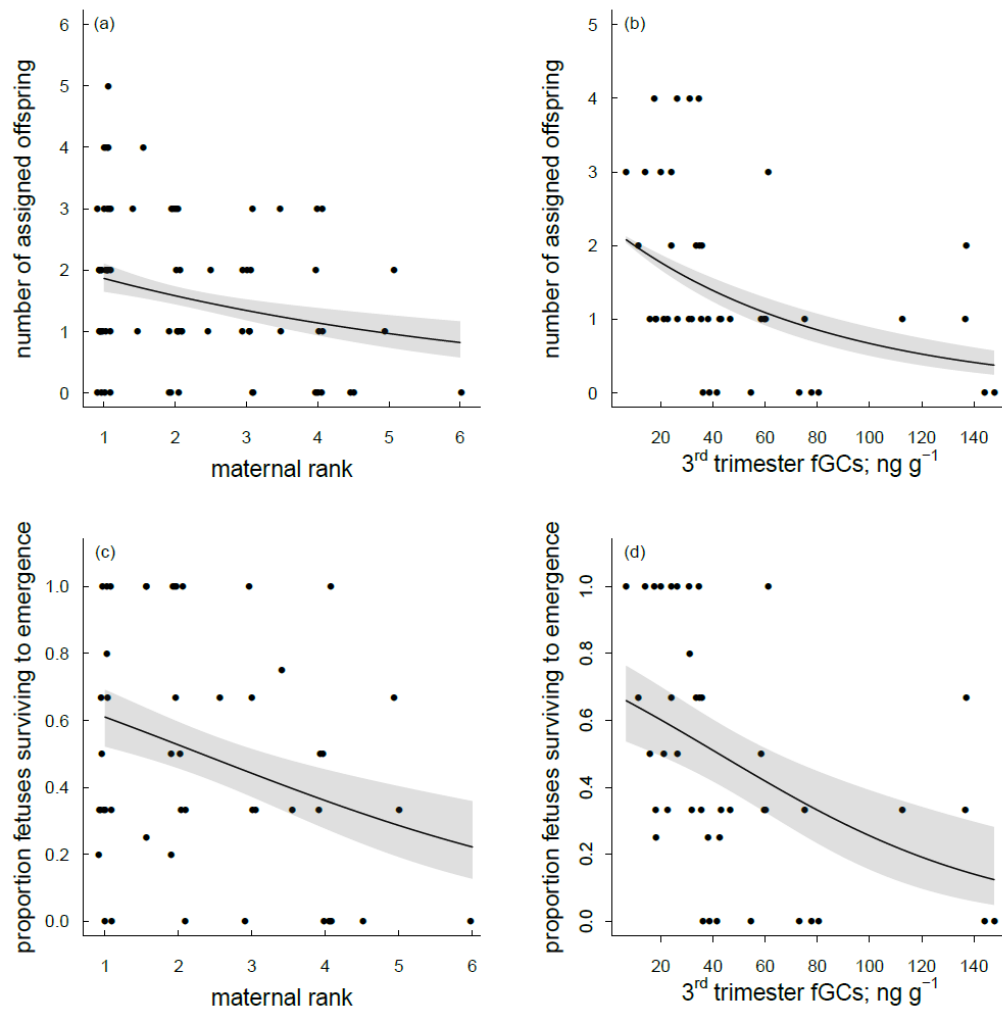 (a)
number of assigned offspring
6
5
4
3
2
1
0
1 2 3 4 5 6
maternal rank
(b)
number of assigned offspring
5
4
3
2
1
0
20 40 60 80 100 120 140
3rd trimester fGCs; ng g−1
(c)
proportion fetuses surviving to emergence
1.0
0.8
0.6
0.4
0.2
0.0
1 2 3 4 5 6
maternal rank
(d)
proportion fetuses surviving to emergence
1.0
0.8
0.6
0.4
0.2
0.0
20 40 60 80 100 120 140
3rd trimester fGCs; ng g−1